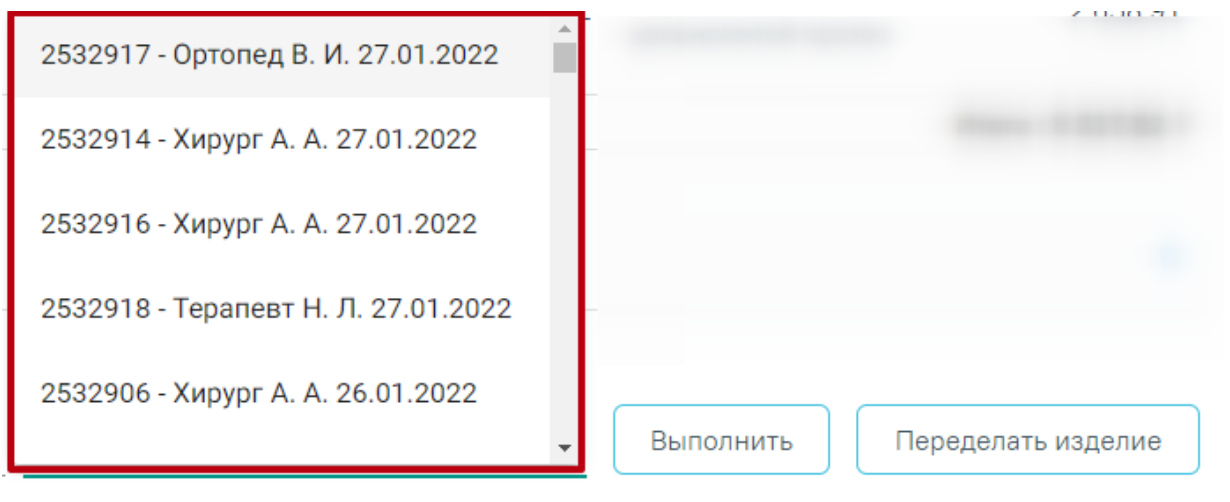 2532917 - Ортопед В. И. 27.01.2022
2532914 - Хирург А. А. 27.01.2022
2532916 - Хирург А. А. 27.01.2022
2532918 - Терапевт Н. Л. 27.01.2022
2532906 - Хирург А. А. 26.01.2022
Выполнить
Переделать изделие